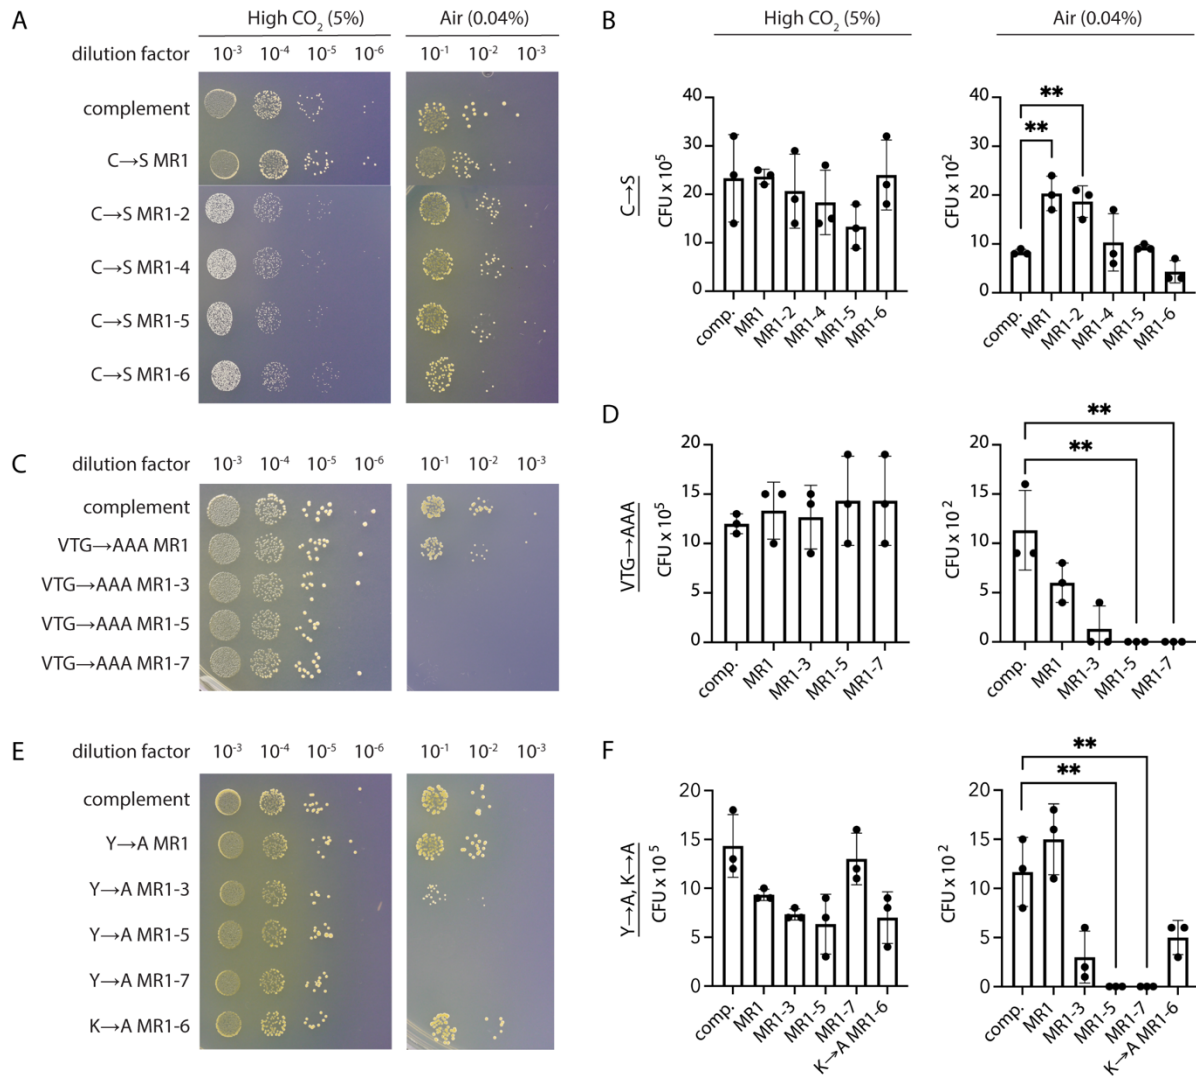 A
High CO2 (5%)
Air (0.04%)
dilution factor
10-3 10-4 10-5 10-6
10-1 10-2 10-3
complement
C→S MR1
C→S MR1-2
C→S MR1-4
C→S MR1-5
C→S MR1-6
B
High CO2 (5%)
Air (0.04%)
C→S
CFU x 105
40
30
20
10
0
comp. MR1 MR1-2 MR1-4 MR1-5 MR1-6
CFU x 102
40
30
20
10
0
** **
comp. MR1 MR1-2 MR1-4 MR1-5 MR1-6
C
dilution factor
10-3 10-4 10-5 10-6
10-1 10-2 10-3
complement
VTG→AAA MR1
VTG→AAA MR1-3
VTG→AAA MR1-5
VTG→AAA MR1-7
D
VTG→AAA
CFU x 105
20
15
10
5
0
comp. MR1 MR1-3 MR1-5 MR1-7
CFU x 10 2
20
15
10
5
0
**
**
comp. MR1 MR1-3 MR1-5 MR1-7
E
dilution factor
10-3 10-4 10-5 10-6
10-1 10-2 10-3
complement
Y→A MR1
Y→A MR1-3
Y→A MR1-5
Y→A MR1-7
K→A MR1-6
F
Y→A, K→A
CFU x 10 5
20
15
10
5
0
comp. MR1 MR1-3 MR1-5 MR1-7 K→A MR1-6
CFU x 10 2
20
15
10
5
0
**
**
comp. MR1 MR1-3 MR1-5 MR1-7 K→A MR1-6